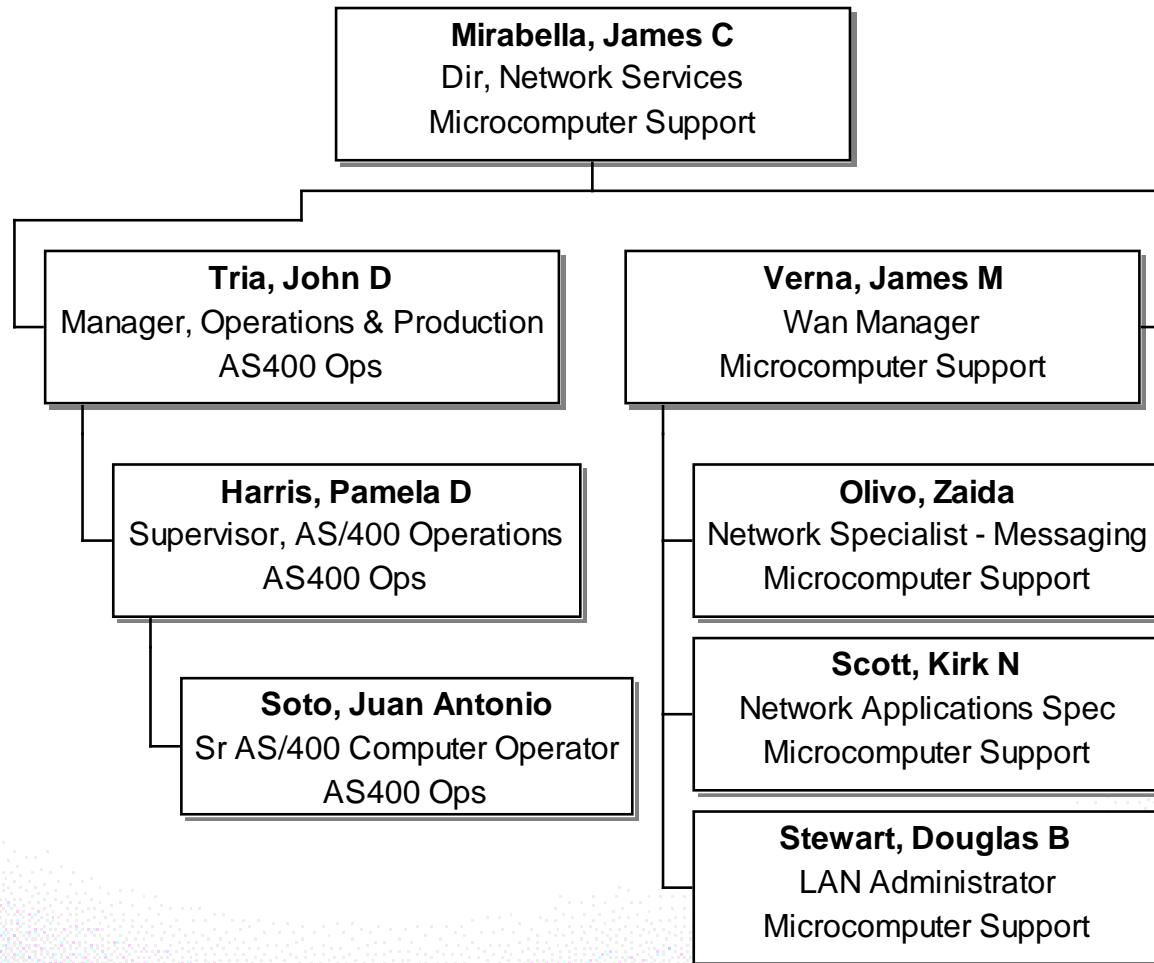 Mirabella, James C
Dir, Network Services
Microcomputer Support
Tria, John D
Manager, Operations & Production
AS400 Ops
Harris, Pamela D
Supervisor, AS/400 Operations
AS400 Ops
Soto, Juan Antonio
Sr AS/400 Computer Operator
AS400 Ops
Verna, James M
Wan Manager
Microcomputer Support
Olivo, Zaida
Network Specialist - Messaging
Microcomputer Support
Scott, Kirk N
Network Applications Spec
Microcomputer Support
Stewart, Douglas B
LAN Administrator
Microcomputer Support